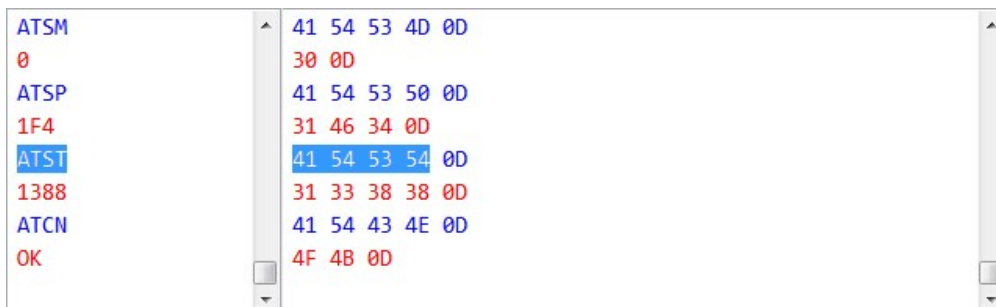 ATSM 41 54 53 4D 0D
0 30 0D
ATSP 41 54 53 50 0D
1F4 31 46 34 0D
ATST 41 54 53 54 0D
1388 31 33 38 38 0D
ATCN 41 54 43 4E 0D
OK 4F 4B 0D